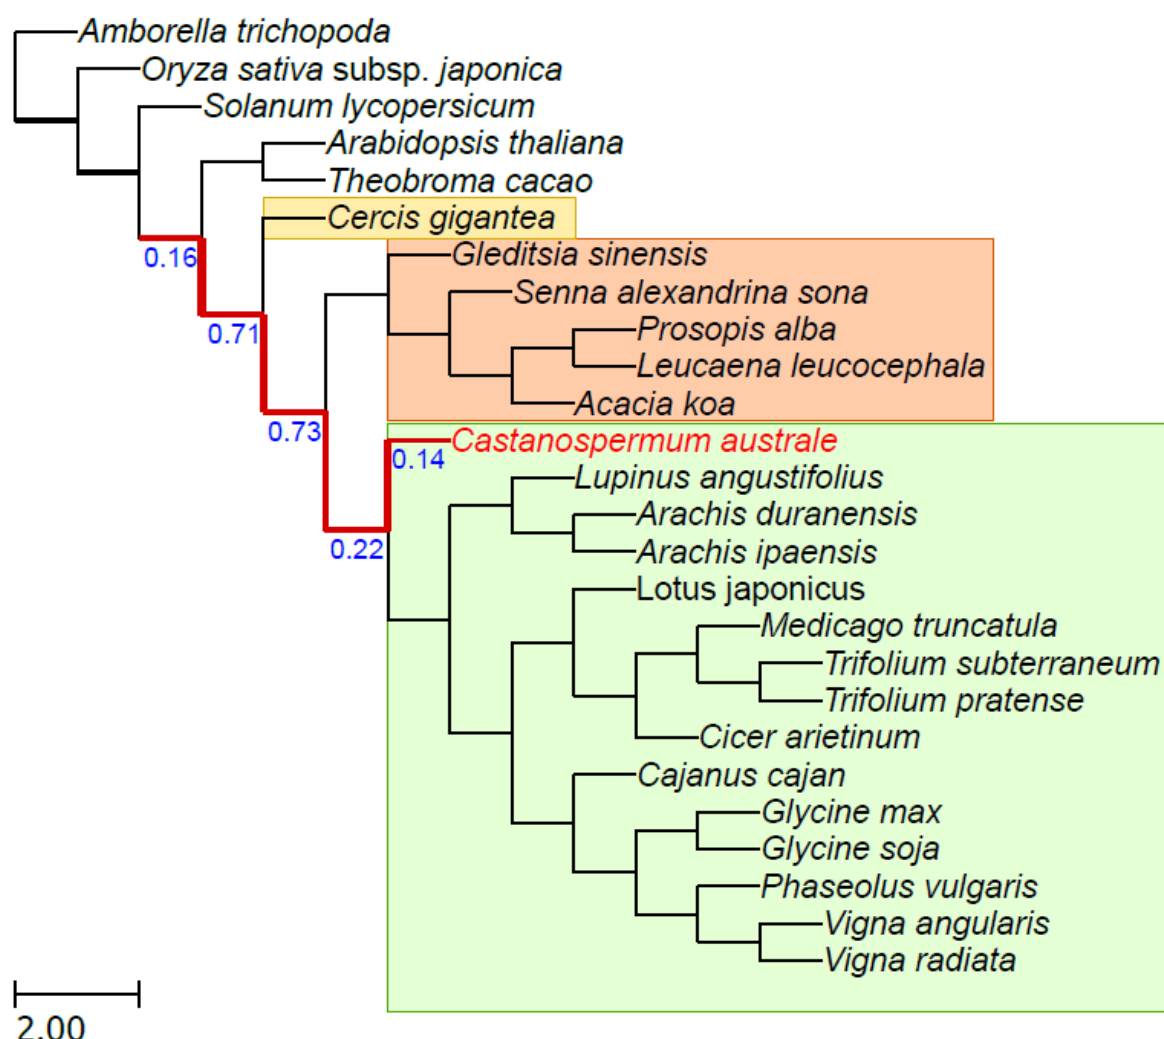 Amborella trichopoda
Oryza sativa subsp. japonica
Solanum lycopersicum
Arabidopsis thaliana
Theobroma cacao
Cercis gigantea
0.16
Gleditsia sinensis
Senna alexandrina sona
0.71
Prosopis alba
Leucaena leucocephala
Acacia koa
0.73
Castanospermum australe
0.14
Lupinus angustifolius
Arachis duranensis
0.22
Arachis ipaensis
Lotus japonicus
Medicago truncatula
Trifolium subterraneum
Trifolium pratense
Cicer arietinum
Cajanus cajan
Glycine max
Glycine soja
Phaseolus vulgaris
Vigna angularis
Vigna radiata
2.00